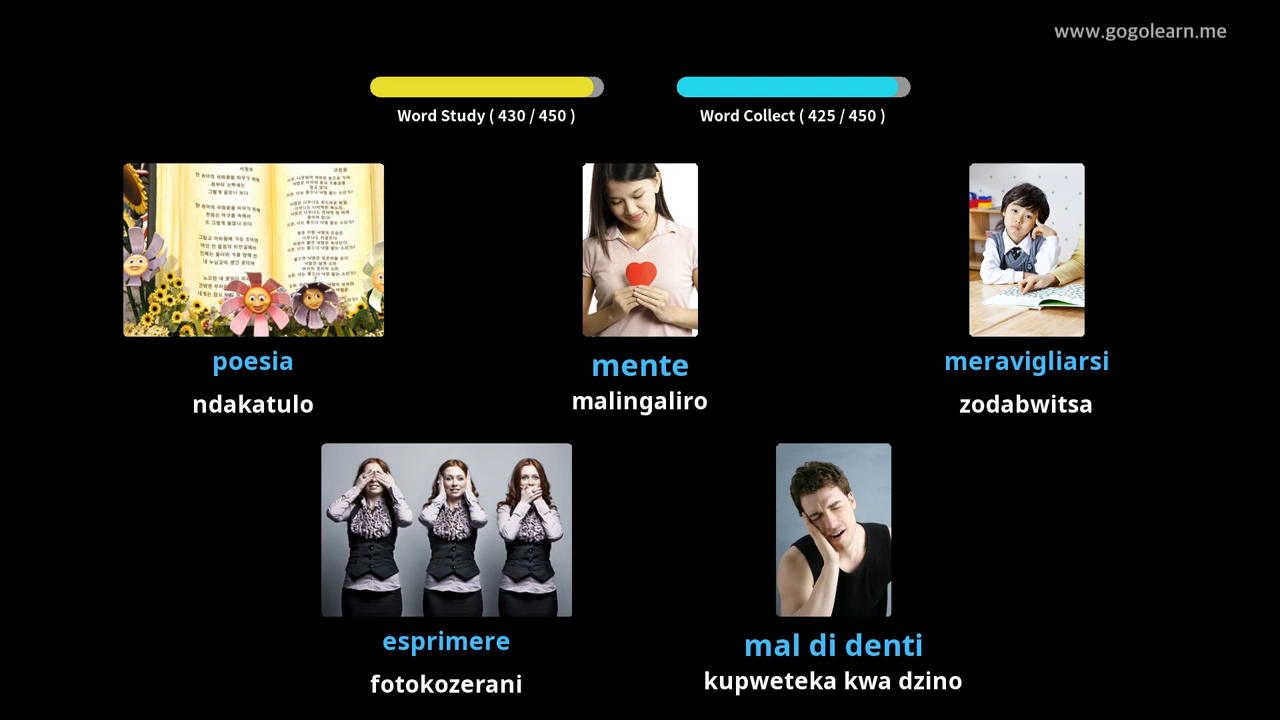 www.gogolearn.me
Word Study ( 430 / 450 )
Word Collect ( 425 / 450 )
poesia
ndakatulo
mente
malingaliro
meravigliarsi
zodabwitsa
esprimere
fotokozerani
mal di denti
kupweteka kwa dzino